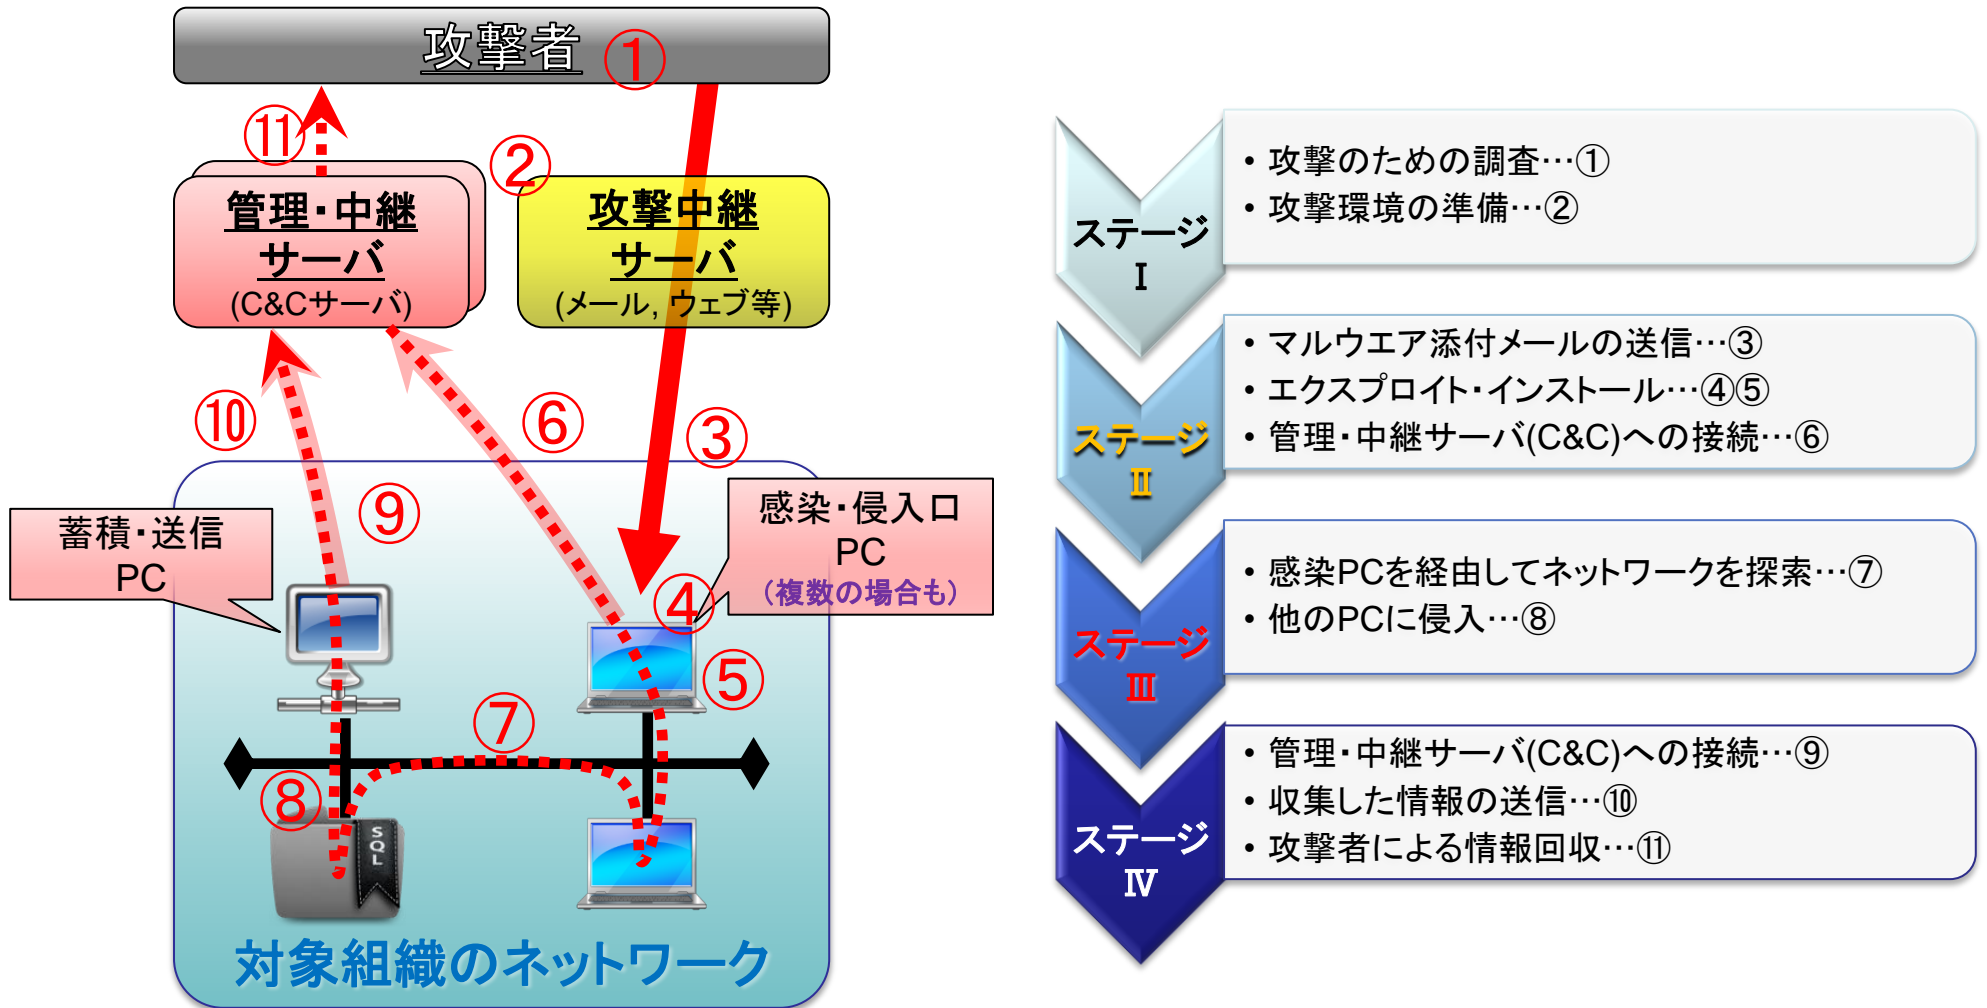 攻撃者
①
⑪
②
管理・中継
サーバ
(C&Cサーバ)
攻撃中継
サーバ
(メール, ウェブ等)
⑩
⑥
③
⑨
蓄積・送信
PC
感染・侵入口
PC
（複数の場合も）
④
⑤
⑦
⑧
SQL
対象組織のネットワーク
ステージ
Ⅰ
• 攻撃のための調査…①
• 攻撃環境の準備…②
ステージ
Ⅱ
• マルウエア添付メールの送信…③
• エクスプロイト・インストール…④⑤
• 管理・中継サーバ(C&C)への接続…⑥
ステージ
Ⅲ
• 感染PCを経由してネットワークを探索…⑦
• 他のPCに侵入…⑧
ステージ
Ⅳ
• 管理・中継サーバ(C&C)への接続…⑨
• 収集した情報の送信…⑩
• 攻撃者による情報回収…⑪